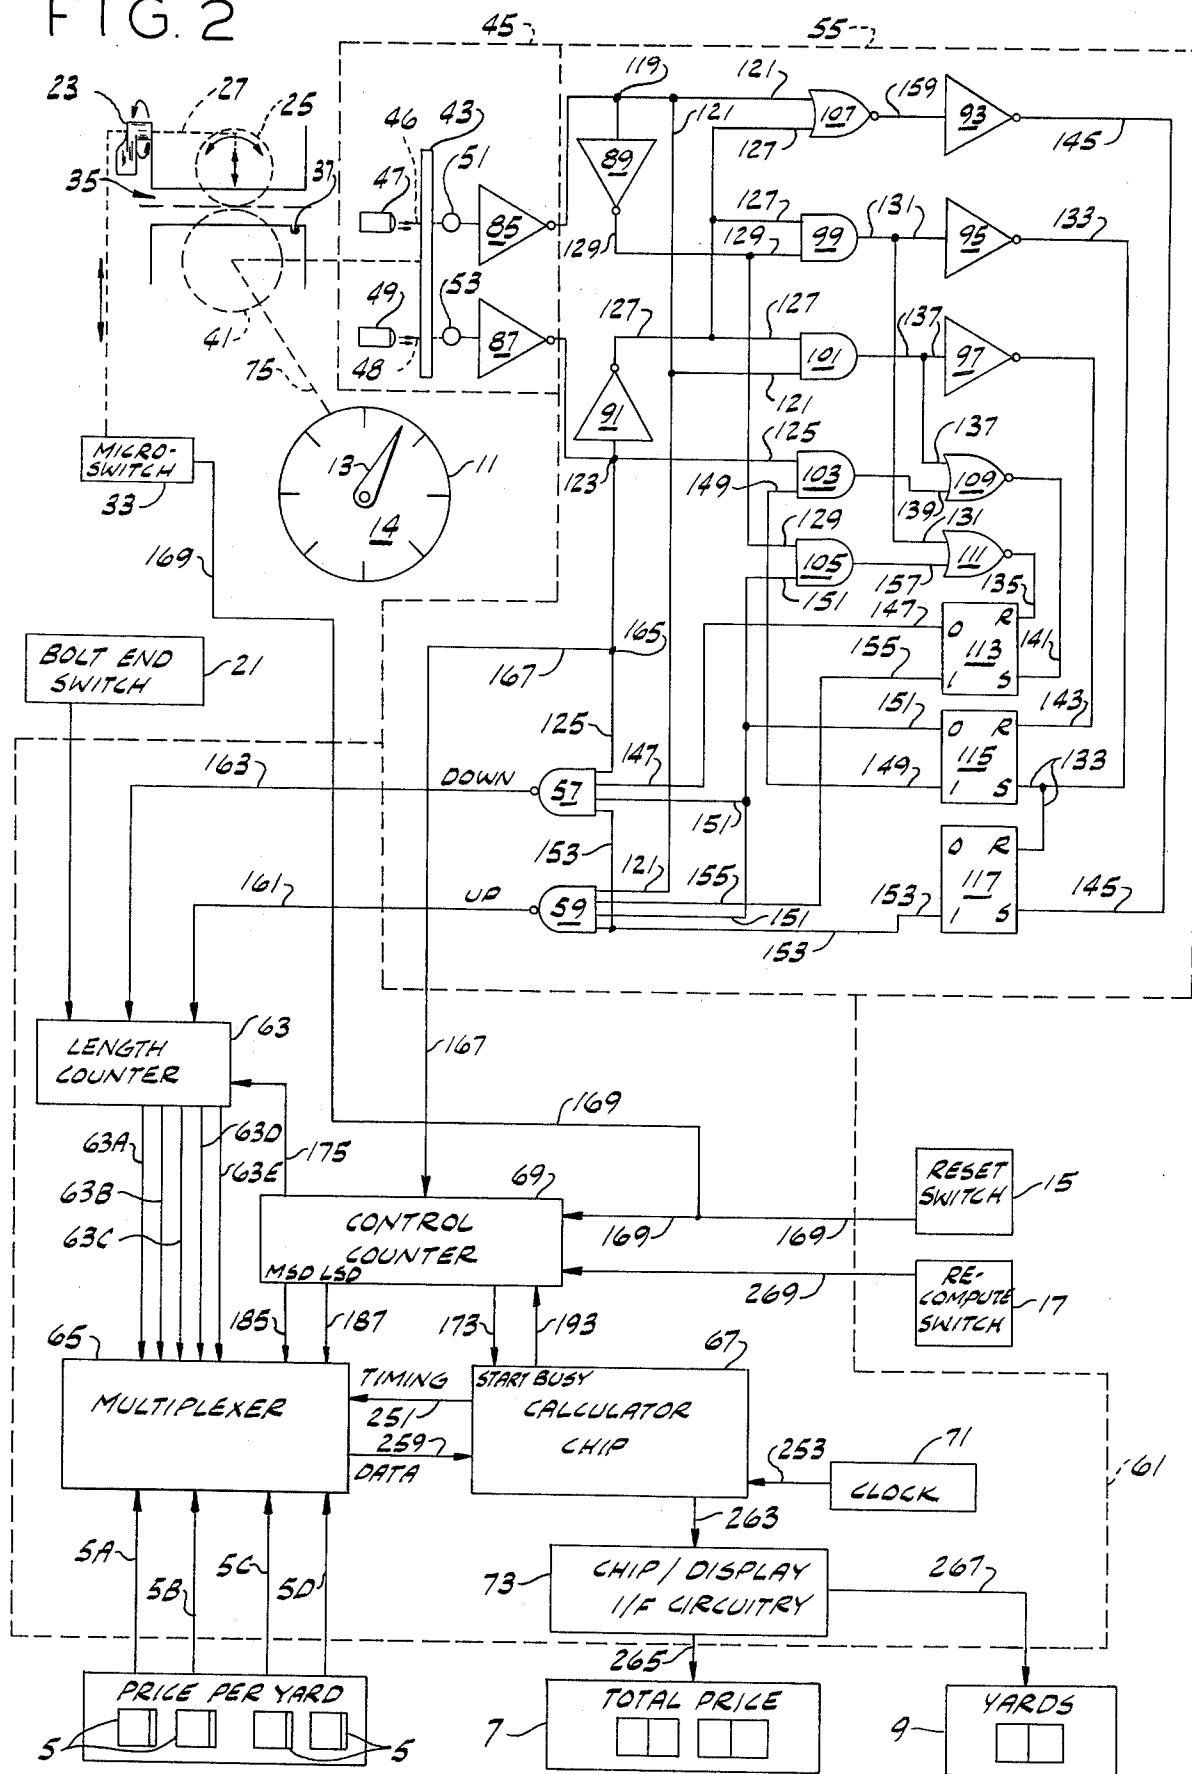 FIG. 2
45
55
23
27
25
46
43
119
121
159
47
51
121
107
93
127
145
89
35
37
85
127
131
129
129
99
95
133
49
53
127
127
137
41
48
87
101
97
75
121
91
125
137
MICRO-
SWITCH
13
11
123
149
103
109
139
33
14
129
131
169
105
111
157
151
135
147
0 R
165
155
113
141
BOLT END
SWITCH
21
167
1 S
151
143
125
0 R
163
DOWN
147
149
115
133
57
1 S
151
153
0 R
161
UP
121
155
117
145
59
151
153
1 S
153
63
LENGTH
COUNTER
167
63A
63D
169
63B
175
63E
RESET
SWITCH
15
69
63C
CONTROL
COUNTER
169
169
MSD LSD
269
RE-
COMPUTE
SWITCH
17
185
187
173
193
65
67
TIMING
START BUSY
MULTIPLEXER
251
CALCULATOR
CHIP
259
71
DATA
253
61
CLOCK
5A
5C
263
5B
5D
CHIP/DISPLAY
I/F CIRCUITRY
73
267
265
PRICE PER YARD
TOTAL PRICE
YARDS
5
5
7
9